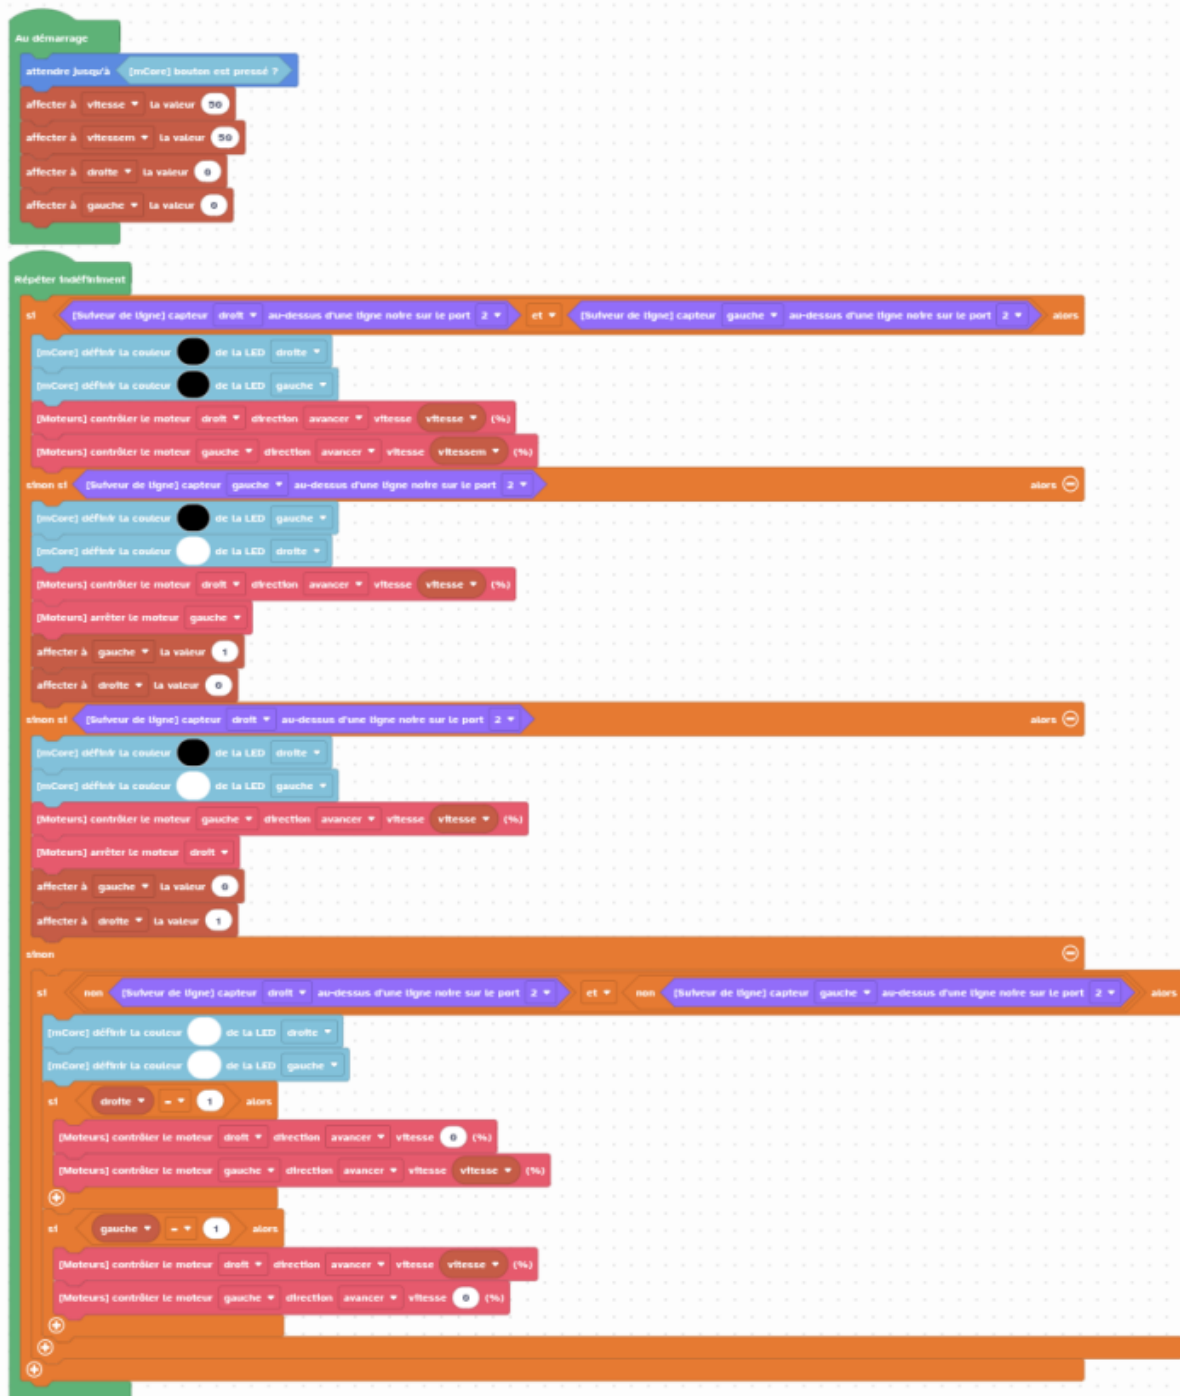 Au démarrage
attendre jusqu'à [mCore] bouton est pressé ?
affecter à vitesse la valeur 50
affecter à vitessem la valeur 50
affecter à droite la valeur 0
affecter à gauche la valeur 0
Répéter indéfiniment
si [Suiveur de ligne] capteur droit au-dessus d'une ligne noire sur le port 2 et [Suiveur de ligne] capteur gauche au-dessus d'une ligne noire sur le port 2 alors
[mCore] définir la couleur de la LED droite
[mCore] définir la couleur de la LED gauche
[Moteurs] contrôler le moteur droit direction avancer vitesse vitesse (%)
[Moteurs] contrôler le moteur gauche direction avancer vitesse vitessem (%)
sinon si [Suiveur de ligne] capteur gauche au-dessus d'une ligne noire sur le port 2 alors
[mCore] définir la couleur de la LED gauche
[mCore] définir la couleur de la LED droite
[Moteurs] contrôler le moteur droit direction avancer vitesse vitesse (%)
[Moteurs] arrêter le moteur gauche
affecter à gauche la valeur 1
affecter à droite la valeur 0
sinon si [Suiveur de ligne] capteur droit au-dessus d'une ligne noire sur le port 2 alors
[mCore] définir la couleur de la LED droite
[mCore] définir la couleur de la LED gauche
[Moteurs] contrôler le moteur gauche direction avancer vitesse vitesse (%)
[Moteurs] arrêter le moteur droit
affecter à gauche la valeur 0
affecter à droite la valeur 1
sinon
si non [Suiveur de ligne] capteur droit au-dessus d'une ligne noire sur le port 2 et non [Suiveur de ligne] capteur gauche au-dessus d'une ligne noire sur le port 2 alors
[mCore] définir la couleur de la LED droite
[mCore] définir la couleur de la LED gauche
si droite = 1 alors
[Moteurs] contrôler le moteur droit direction avancer vitesse 0 (%)
[Moteurs] contrôler le moteur gauche direction avancer vitesse vitesse (%)
si gauche = 1 alors
[Moteurs] contrôler le moteur droit direction avancer vitesse vitesse (%)
[Moteurs] contrôler le moteur gauche direction avancer vitesse 0 (%)